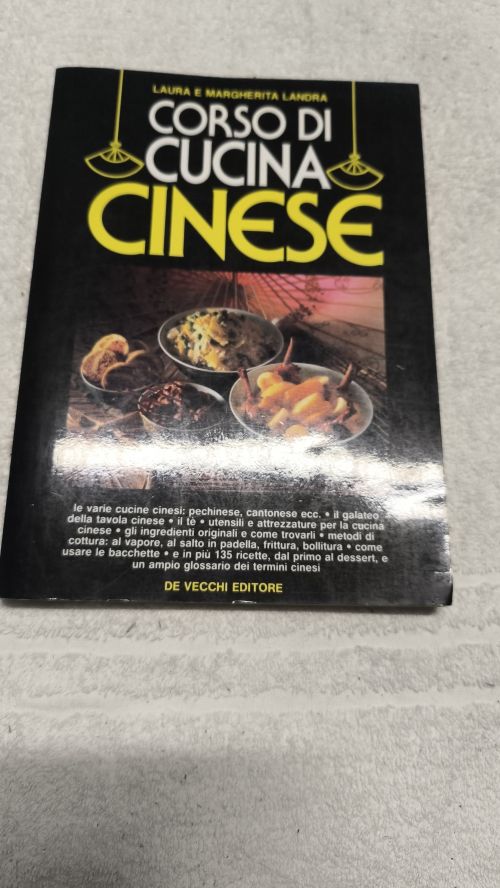 LAURA E MARGHERITA LANDRA
CORSO DI
CUCINA
CINESE
le varie cucine cinesi: pechinese, cantonese ecc. • il galateo
della tavola cinese • il tè • utensili e attrezzature per la cucina
cinese • gli ingredienti originali e come trovarli • metodi di
cottura: al vapore, al salto in padella, frittura, bollitura • come
usare le bacchette • e in più 135 ricette, dal primo al dessert, e
un ampio glossario dei termini cinesi
DE VECCHI EDITORE